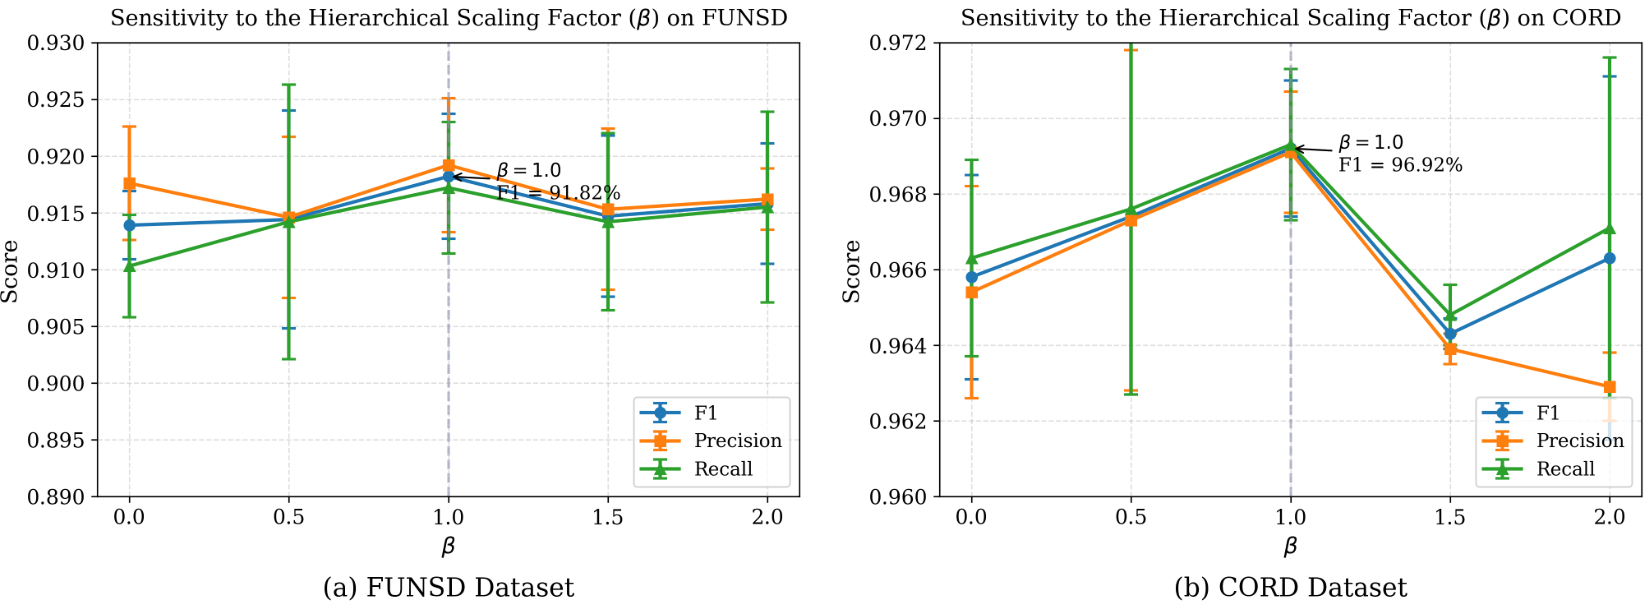 Sensitivity to the Hierarchical Scaling Factor (β) on FUNSD
0.930
0.925
0.920
0.915
0.910
0.905
0.900
0.895
0.890
Score
β = 1.0
F1 = 91.82%
F1
Precision
Recall
0.0 0.5 1.0 1.5 2.0
β
(a) FUNSD Dataset
Sensitivity to the Hierarchical Scaling Factor (β) on CORD
0.972
0.970
0.968
0.966
0.964
0.962
0.960
Score
β = 1.0
F1 = 96.92%
F1
Precision
Recall
0.0 0.5 1.0 1.5 2.0
β
(b) CORD Dataset